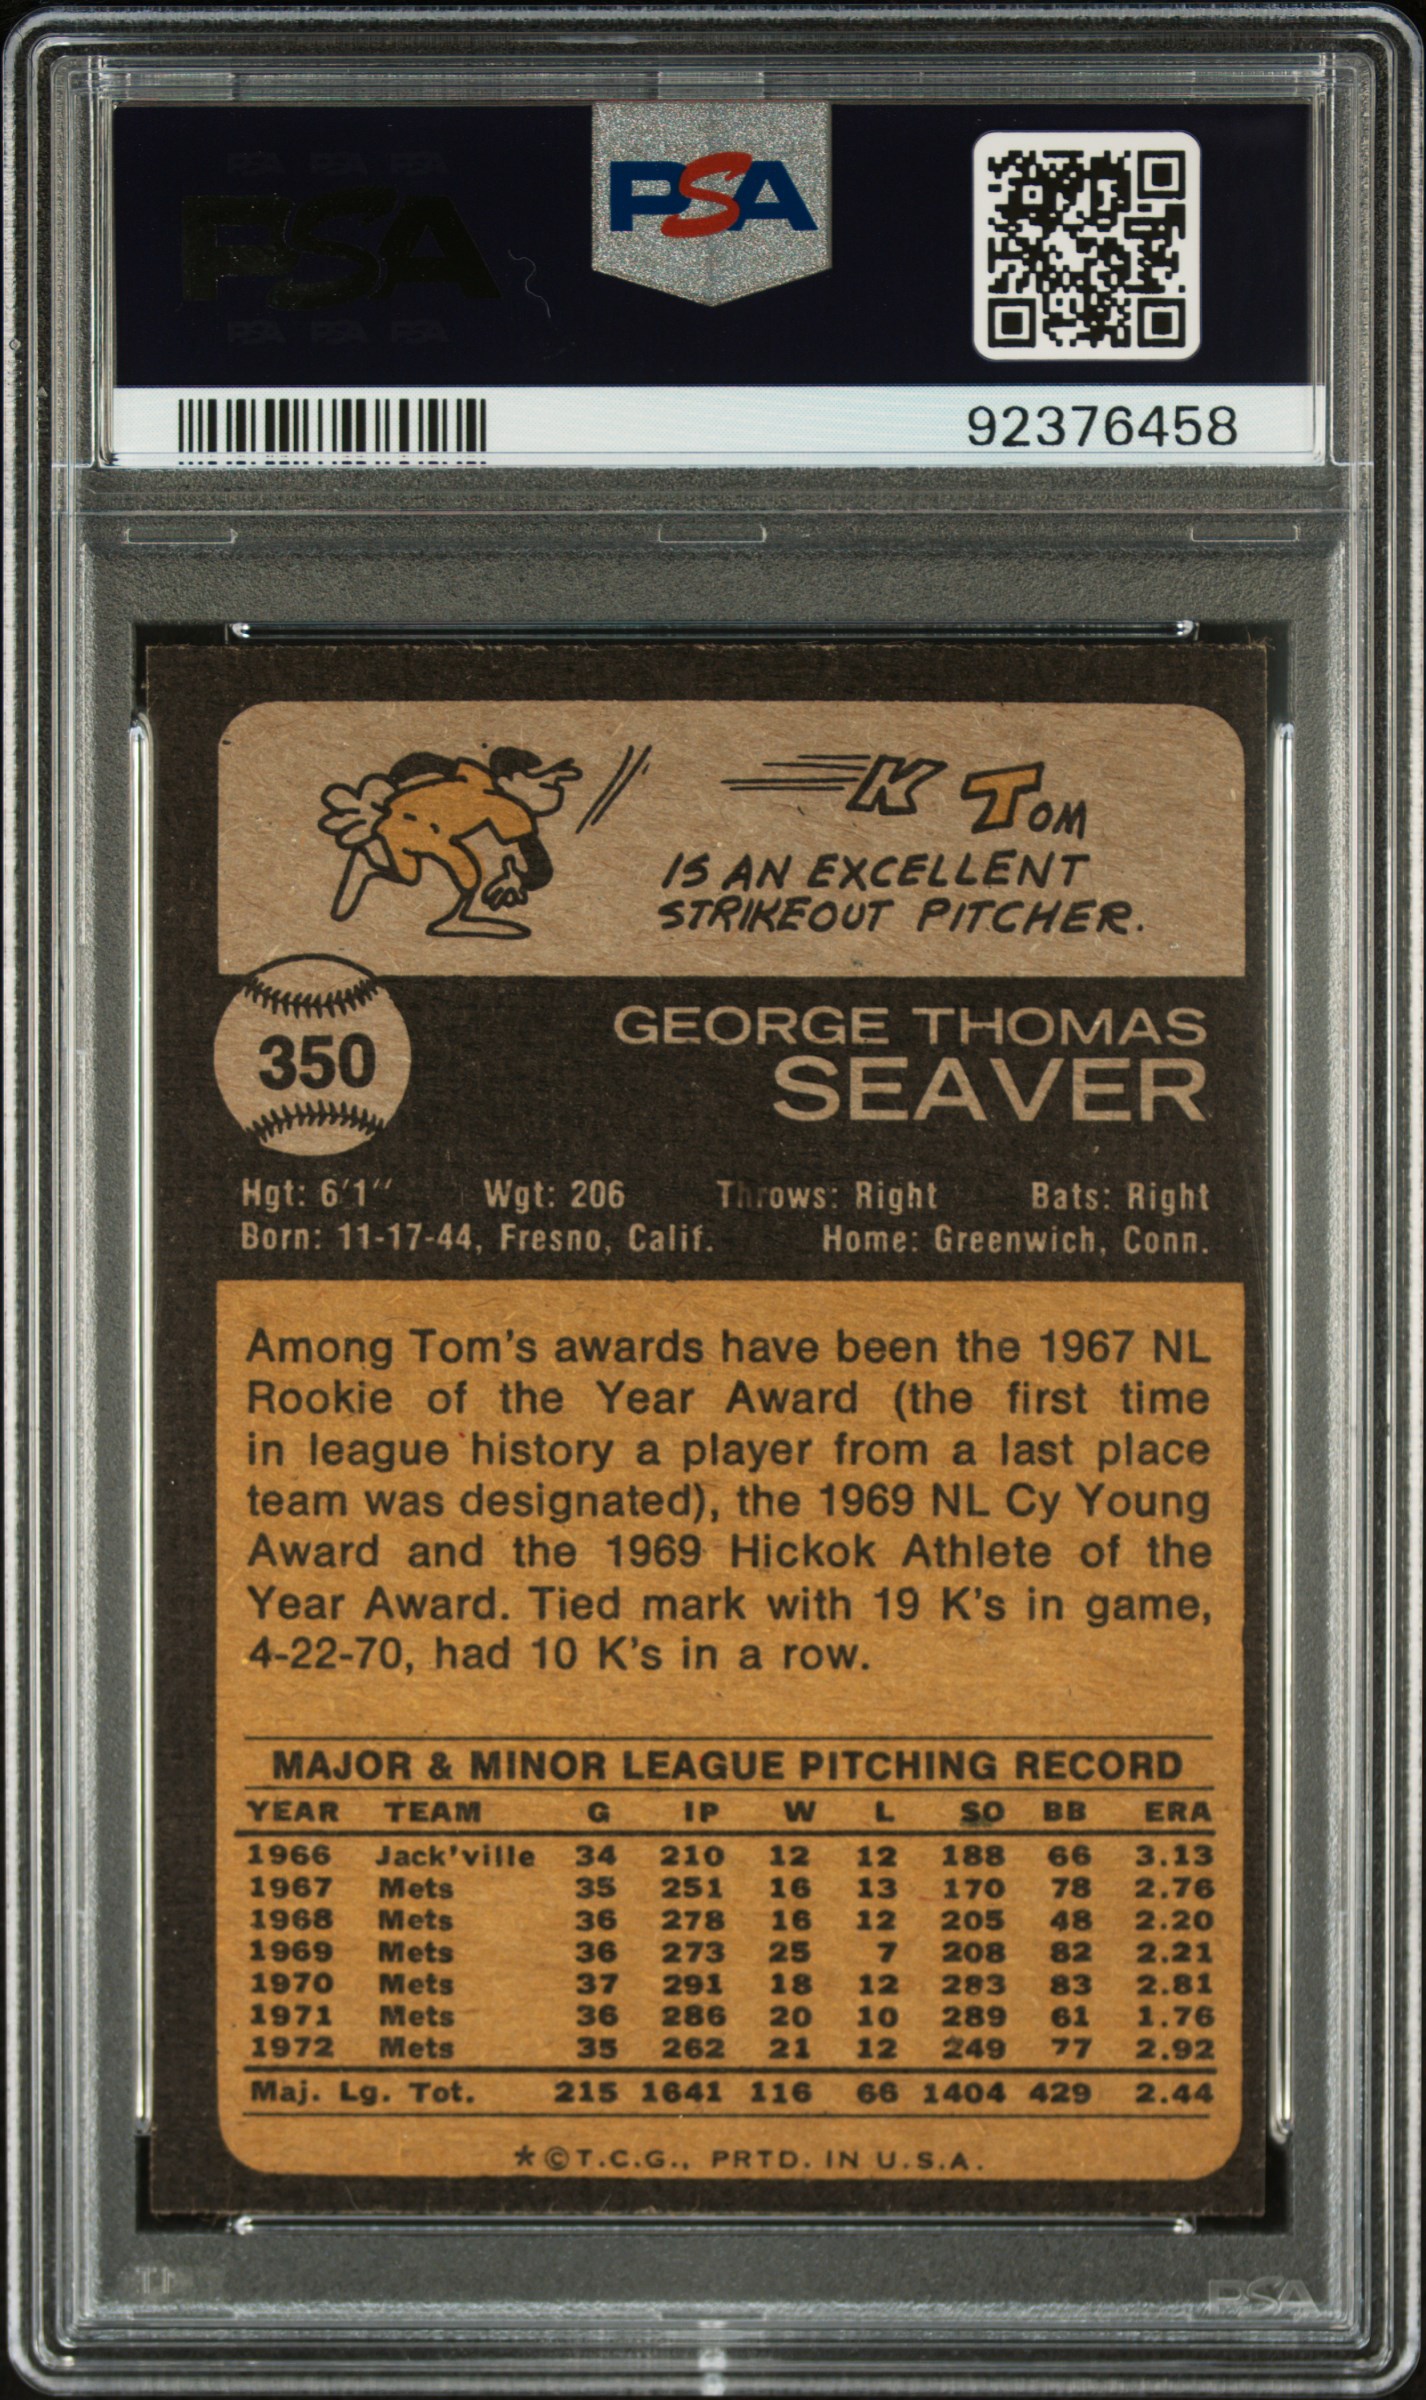 PSA PSA PSA
PSA
PSA PSA PSA
PSA
92376458
K TOM
IS AN EXCELLENT
STRIKEOUT PITCHER.
350
GEORGE THOMAS
SEAVER
Hgt: 6'1" Wgt: 206 Throws: Right Bats: Right
Born: 11-17-44, Fresno, Calif. Home: Greenwich, Conn.
Among Tom's awards have been the 1967 NL
Rookie of the Year Award (the first time
in league history a player from a last place
team was designated), the 1969 NL Cy Young
Award and the 1969 Hickok Athlete of the
Year Award. Tied mark with 19 K's in game,
4-22-70, had 10 K's in a row.
MAJOR & MINOR LEAGUE PITCHING RECORD
YEAR TEAM G IP W L SO BB ERA
1966 Jack'ville 34 210 12 12 188 66 3.13
1967 Mets 35 251 16 13 170 78 2.76
1968 Mets 36 278 16 12 205 48 2.20
1969 Mets 36 273 25 7 208 82 2.21
1970 Mets 37 291 18 12 283 83 2.81
1971 Mets 36 286 20 10 289 61 1.76
1972 Mets 35 262 21 12 249 77 2.92
Maj. Lg. Tot. 215 1641 116 66 1404 429 2.44
*©T.C.G., PRTD. IN U.S.A.
PSA